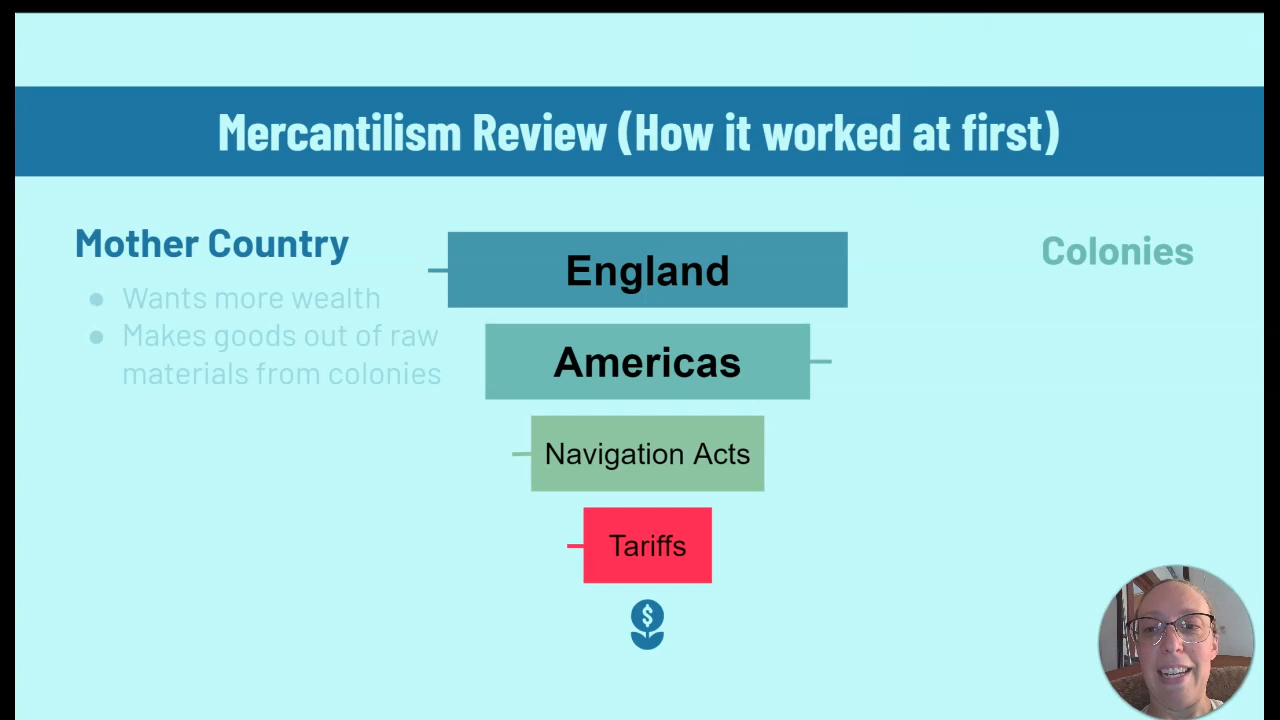 Mercantilism Review (How it worked at first)
Mother Country
● Wants more wealth
● Makes goods out of raw
materials from colonies
England
Americas
Navigation Acts
Tariffs
$
Colonies